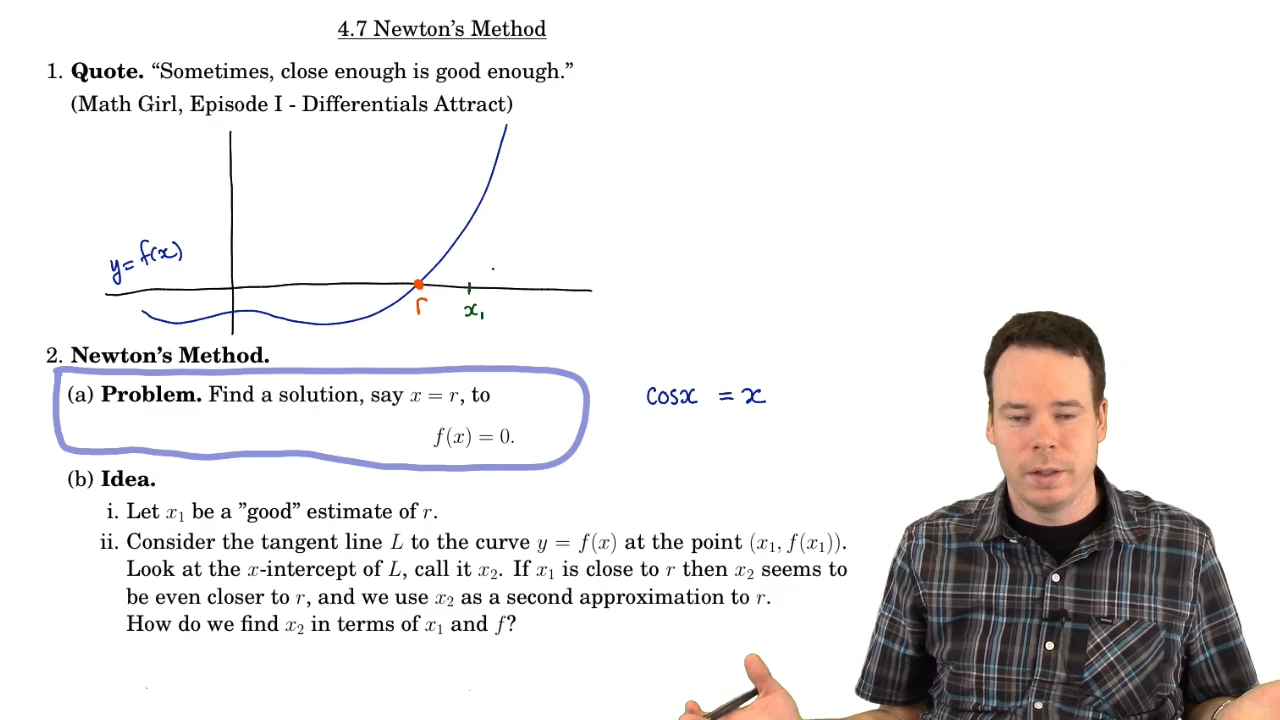 4.7 Newton's Method
1. Quote. “Sometimes, close enough is good enough.”
(Math Girl, Episode I - Differentials Attract)
y = f(x)
r
x₁
2. Newton's Method.
(a) Problem. Find a solution, say x = r, to
f(x) = 0.
cosx = x
(b) Idea.
i. Let x₁ be a ”good” estimate of r.
ii. Consider the tangent line L to the curve y = f(x) at the point (x₁, f(x₁)).
Look at the x-intercept of L, call it x₂. If x₁ is close to r then x₂ seems to
be even closer to r, and we use x₂ as a second approximation to r.
How do we find x₂ in terms of x₁ and f?